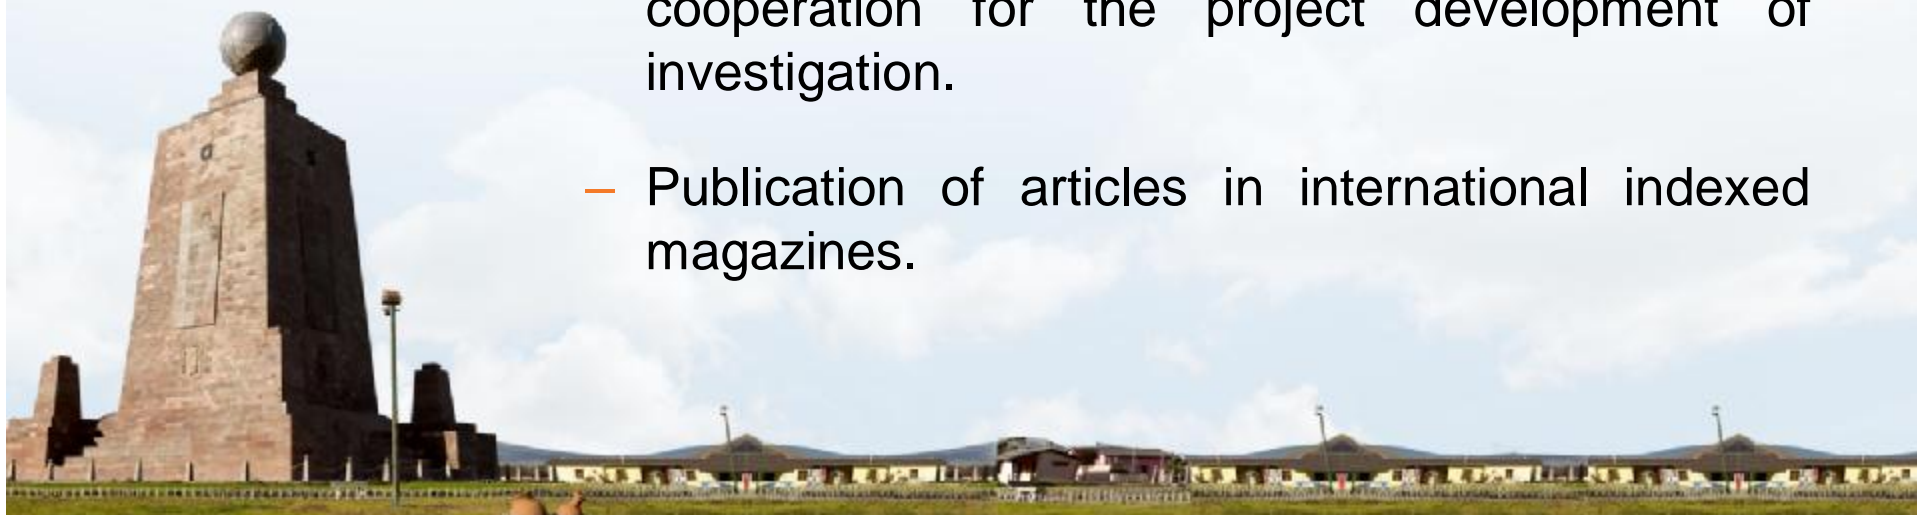 cooperation for the project development of
investigation.
– Publication of articles in international indexed
magazines.